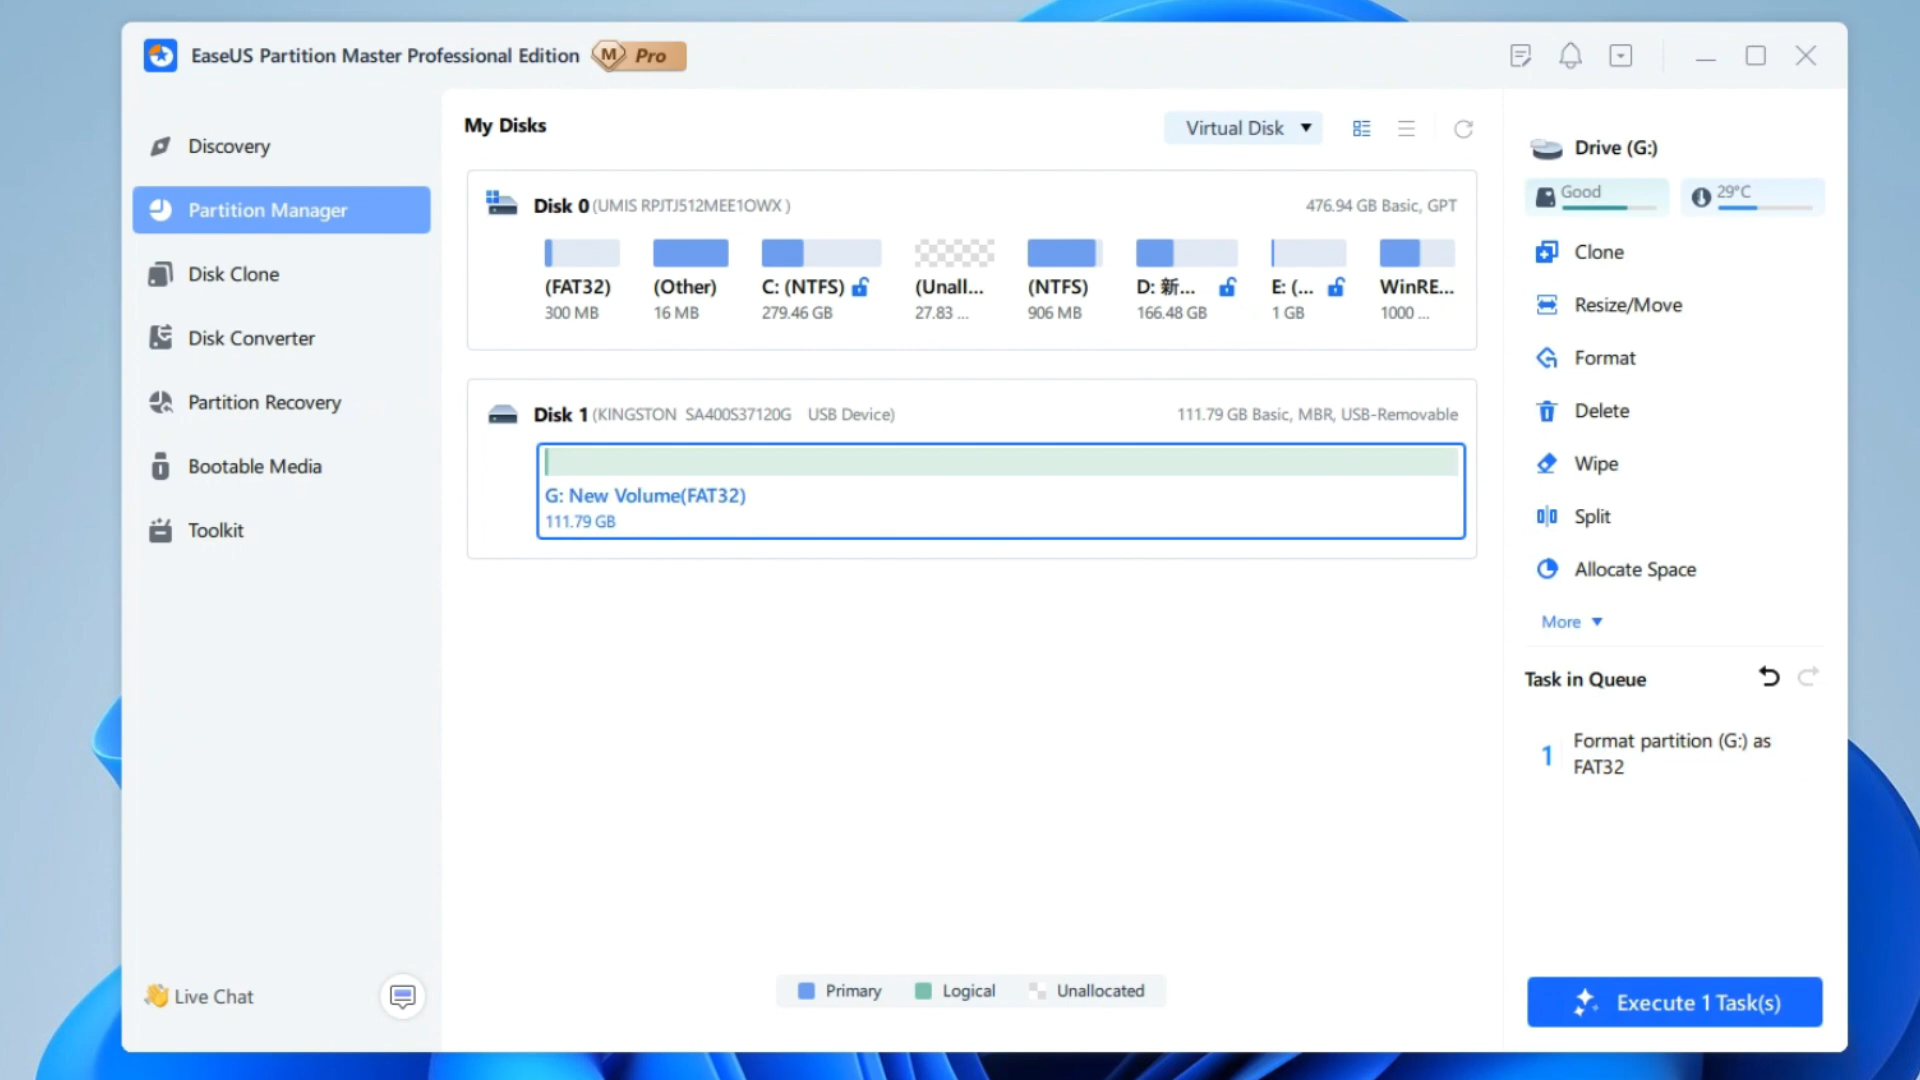 EaseUS Partition Master Professional Edition M Pro
Discovery
Partition Manager
Disk Clone
Disk Converter
Partition Recovery
Bootable Media
Toolkit
Live Chat
My Disks
Virtual Disk
Disk 0 (UMIS RPJTJ512MEE1OWX )
476.94 GB Basic, GPT
(FAT32) (Other) C: (NTFS) (Unall... (NTFS) D: 新... E: (... WinRE...
300 MB 16 MB 279.46 GB 27.83 ... 906 MB 166.48 GB 1 GB 1000 ...
Disk 1 (KINGSTON SA400S37120G USB Device)
111.79 GB Basic, MBR, USB-Removable
G: New Volume(FAT32)
111.79 GB
Primary Logical Unallocated
Drive (G:)
Good 29°C
Clone
Resize/Move
Format
Delete
Wipe
Split
Allocate Space
More
Task in Queue
1 Format partition (G:) as
FAT32
Execute 1 Task(s)